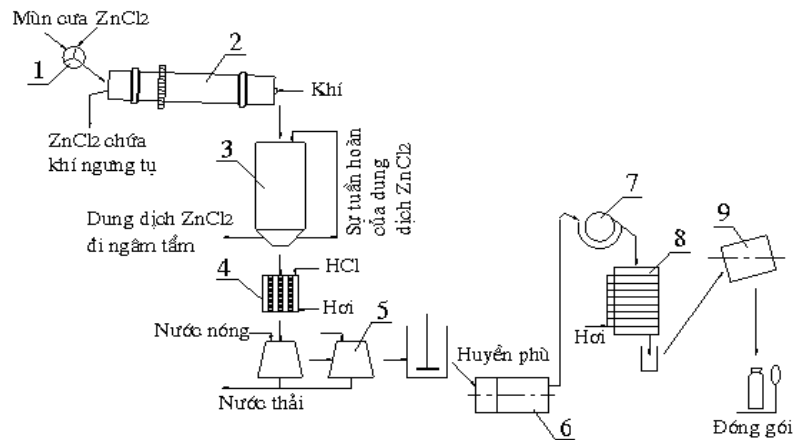 Mùn cưa ZnCl2
1
2
Khí
ZnCl2 chứa
khí ngưng tụ
3
Sự tuần hoàn
của dung
dịch ZnCl2
Dung dịch ZnCl2
đi ngâm tẩm
4
HCl
Hơi
Nước nóng
5
Nước thải
Huyền phù
6
7
8
Hơi
9
Đóng gói